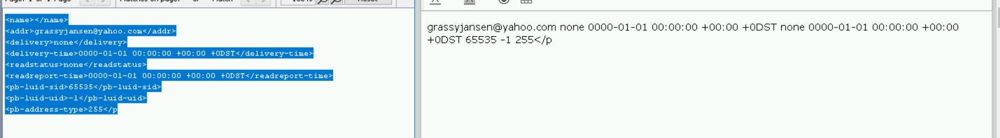 <name></name>
<addr>grassyjansen@yahoo.com</addr>
<delivery>none</delivery>
<delivery-time>0000-01-01 00:00:00 +00:00 +0DST</delivery-time>
<readstatus>none</readstatus>
<readreport-time>0000-01-01 00:00:00 +00:00 +0DST</readreport-time>
<pb-luid-sid>65535</pb-luid-sid>
<pb-luid-uid>-1</pb-luid-uid>
<pb-address-type>255</p
grassyjansen@yahoo.com none 0000-01-01 00:00:00 +00:00 +0DST none 0000-01-01 00:00:00 +00:00
+0DST 65535 -1 255</p